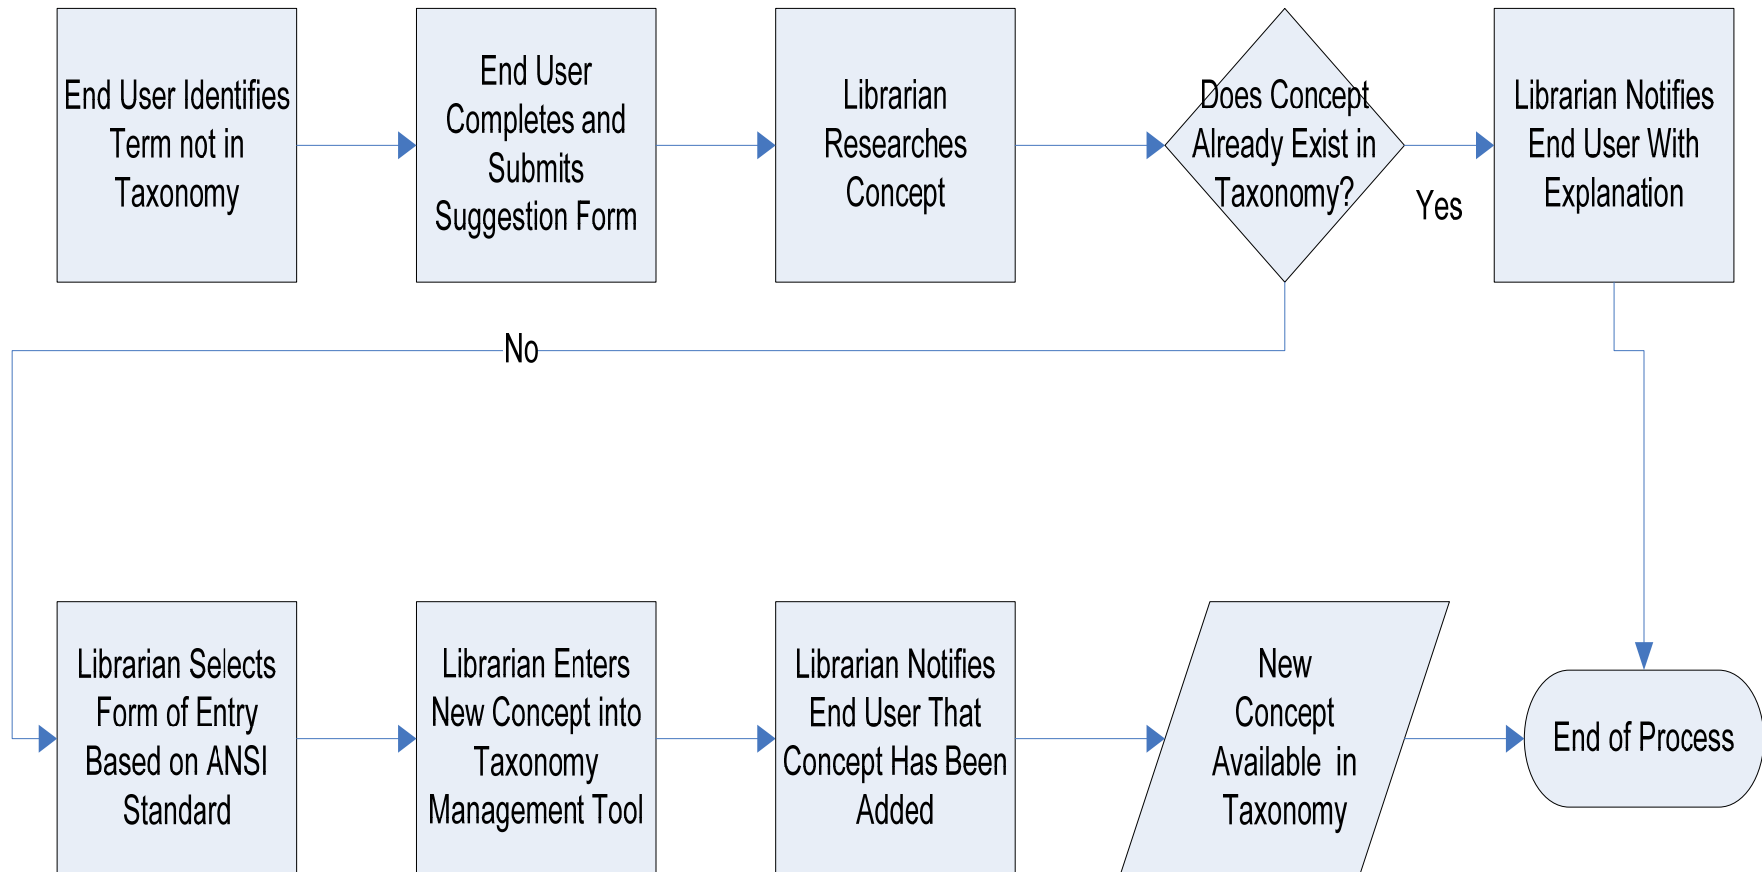 End User Identifies
Term not in
Taxonomy
End User
Completes and
Submits
Suggestion Form
Librarian
Researches
Concept
Does Concept
Already Exist in
Taxonomy?
Yes
Librarian Notifies
End User With
Explanation
No
Librarian Selects
Form of Entry
Based on ANSI
Standard
Librarian Enters
New Concept into
Taxonomy
Management Tool
Librarian Notifies
End User That
Concept Has Been
Added
New
Concept
Available in
Taxonomy
End of Process